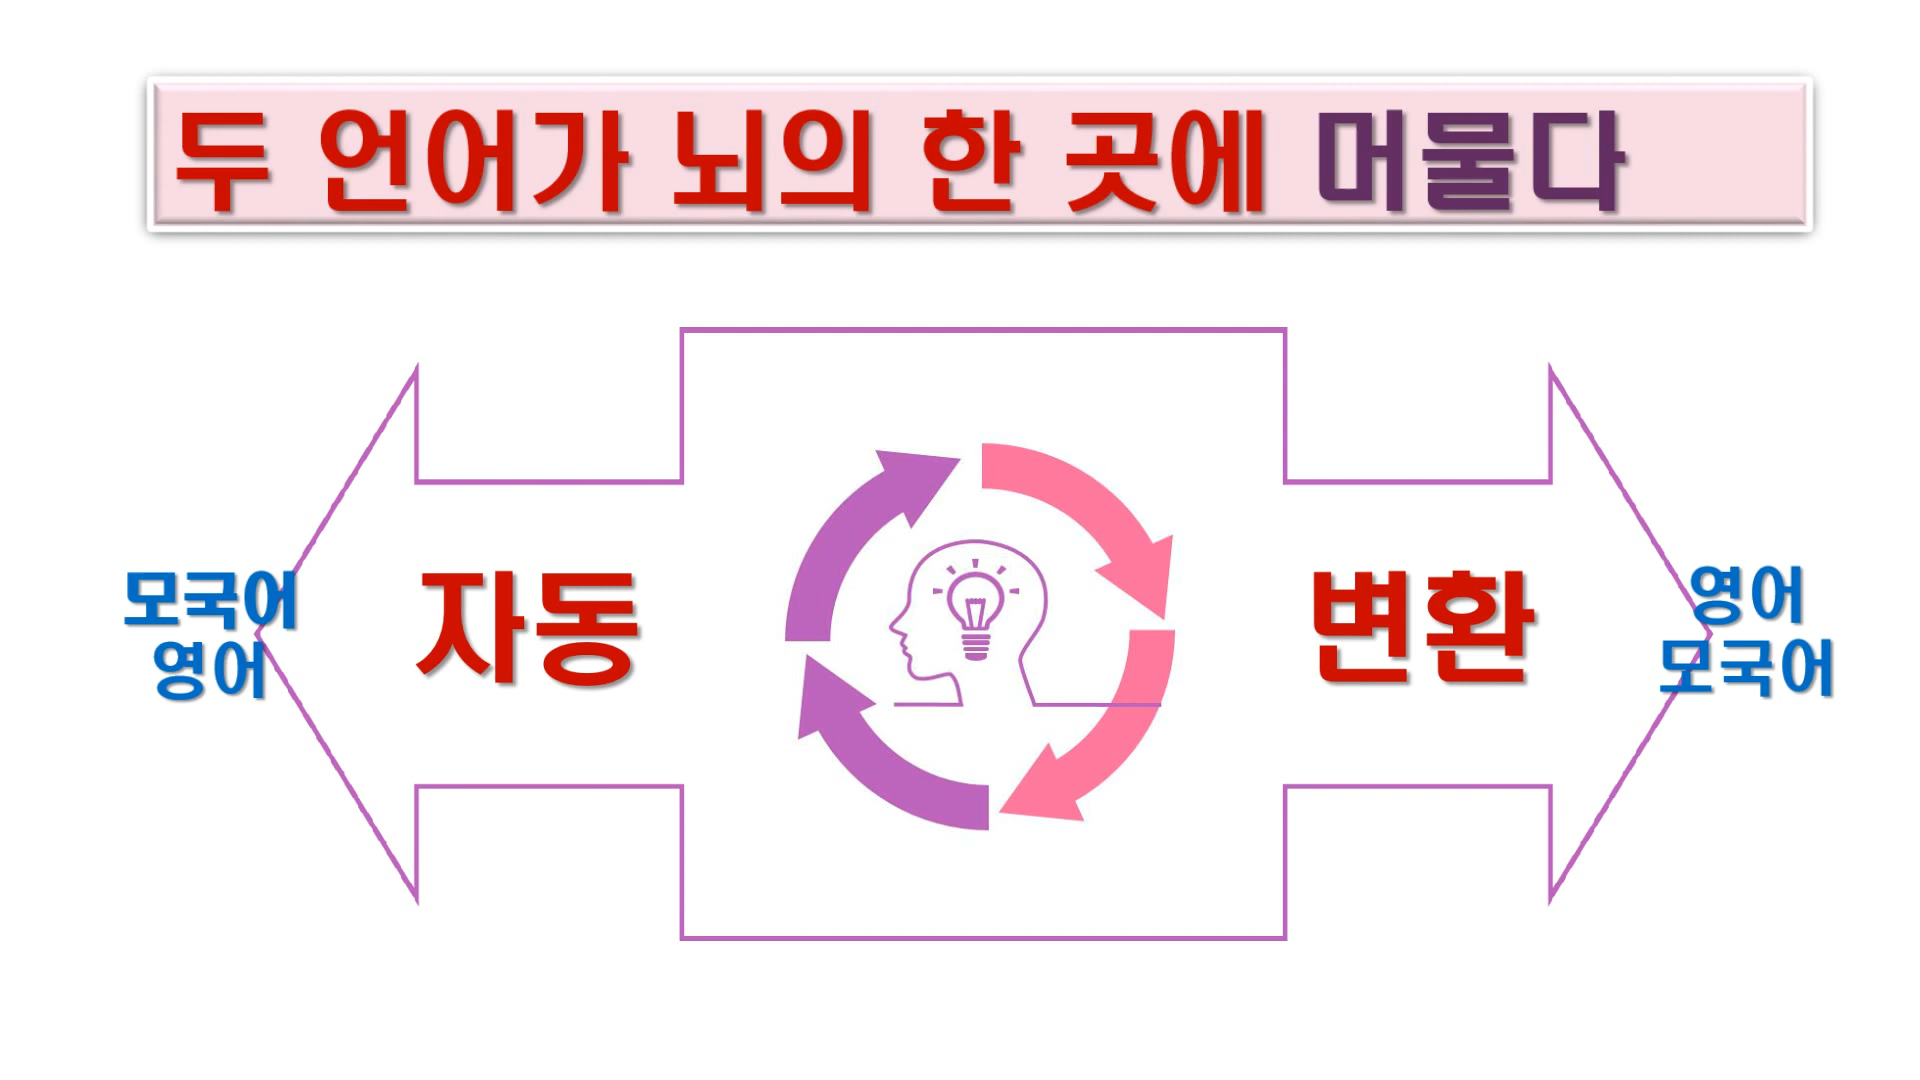 두 언어가 뇌의 한 곳에 머물다
모국어
영어
자동
변환
영어
모국어